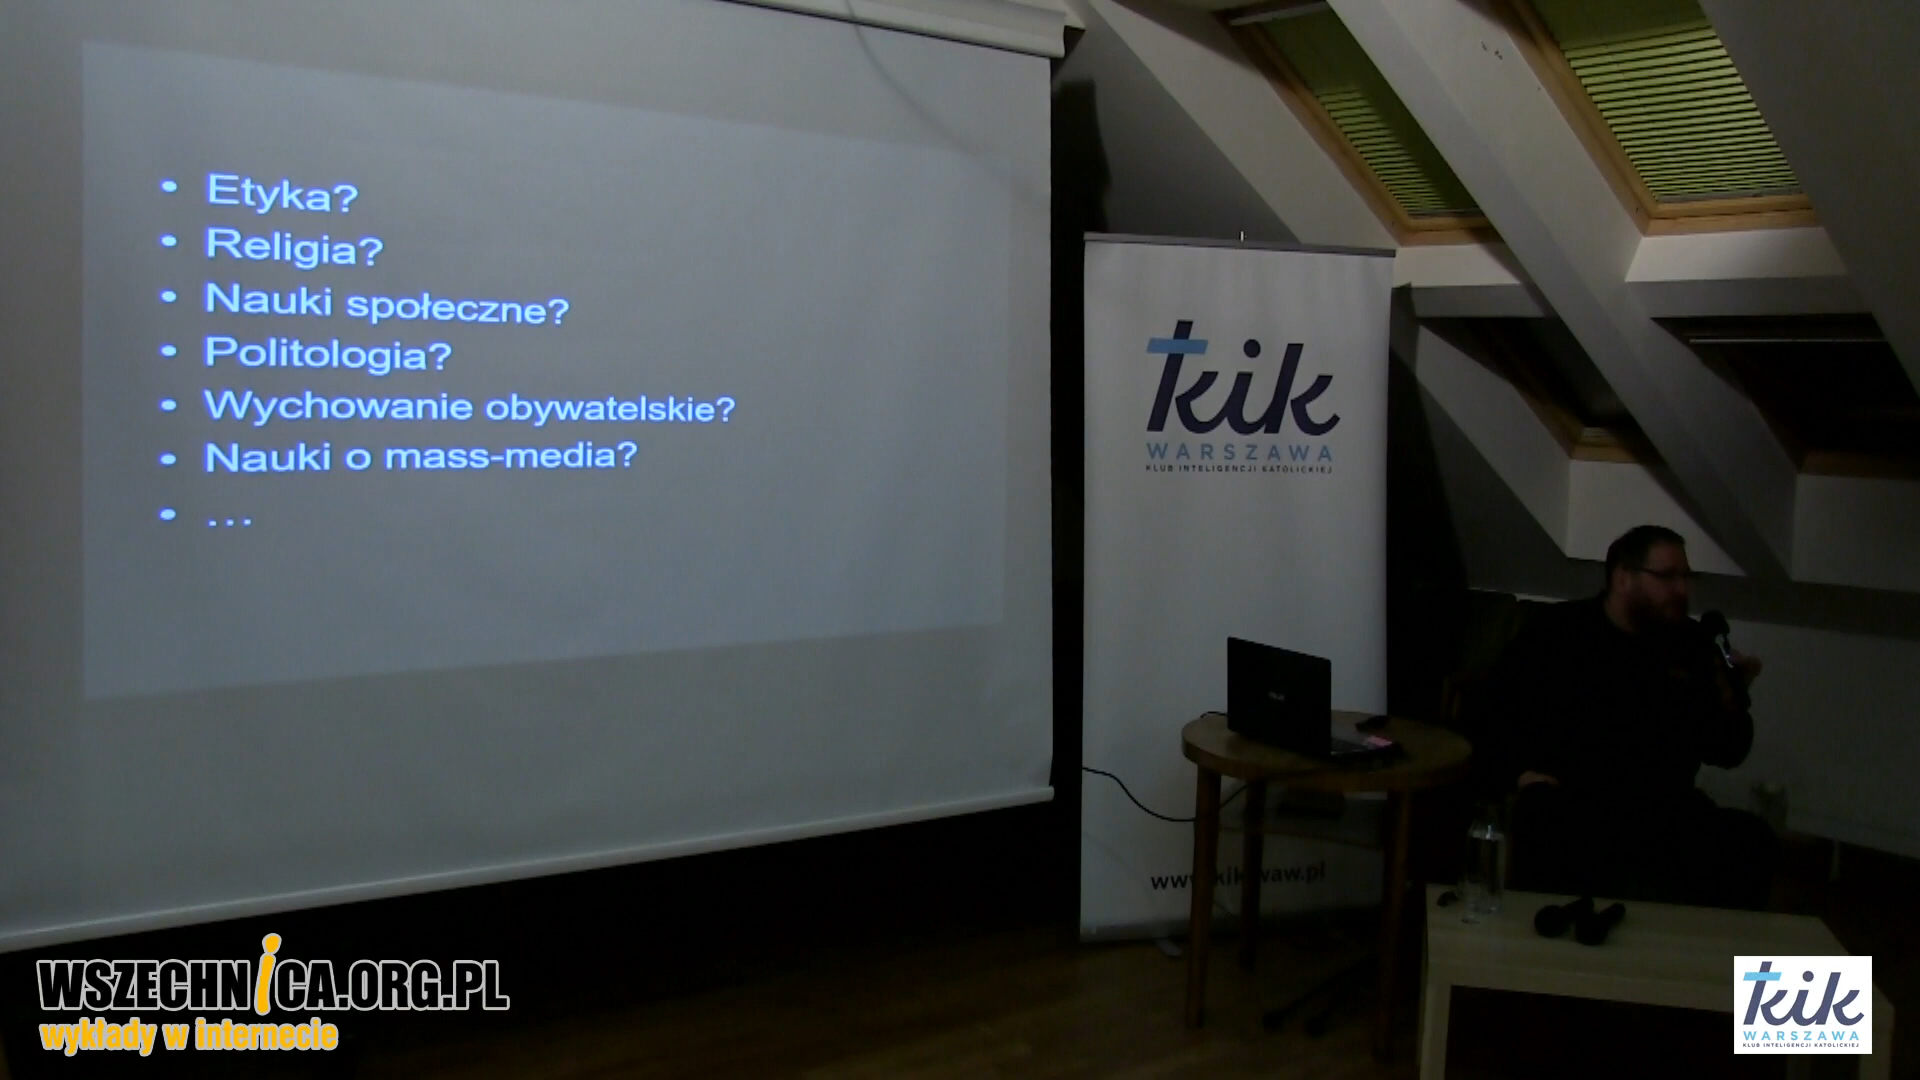 • Etyka?
• Religia?
• Nauki społeczne?
• Politologia?
• Wychowanie obywatelskie?
• Nauki o mass-media?
• ...
kik
WARSZAWA
KLUB INTELIGENCJI KATOLICKIEJ
WSZECHNiCA.ORG.PL
wykłady w internecie
kik
WARSZAWA
KLUB INTELIGENCJI KATOLICKIEJ